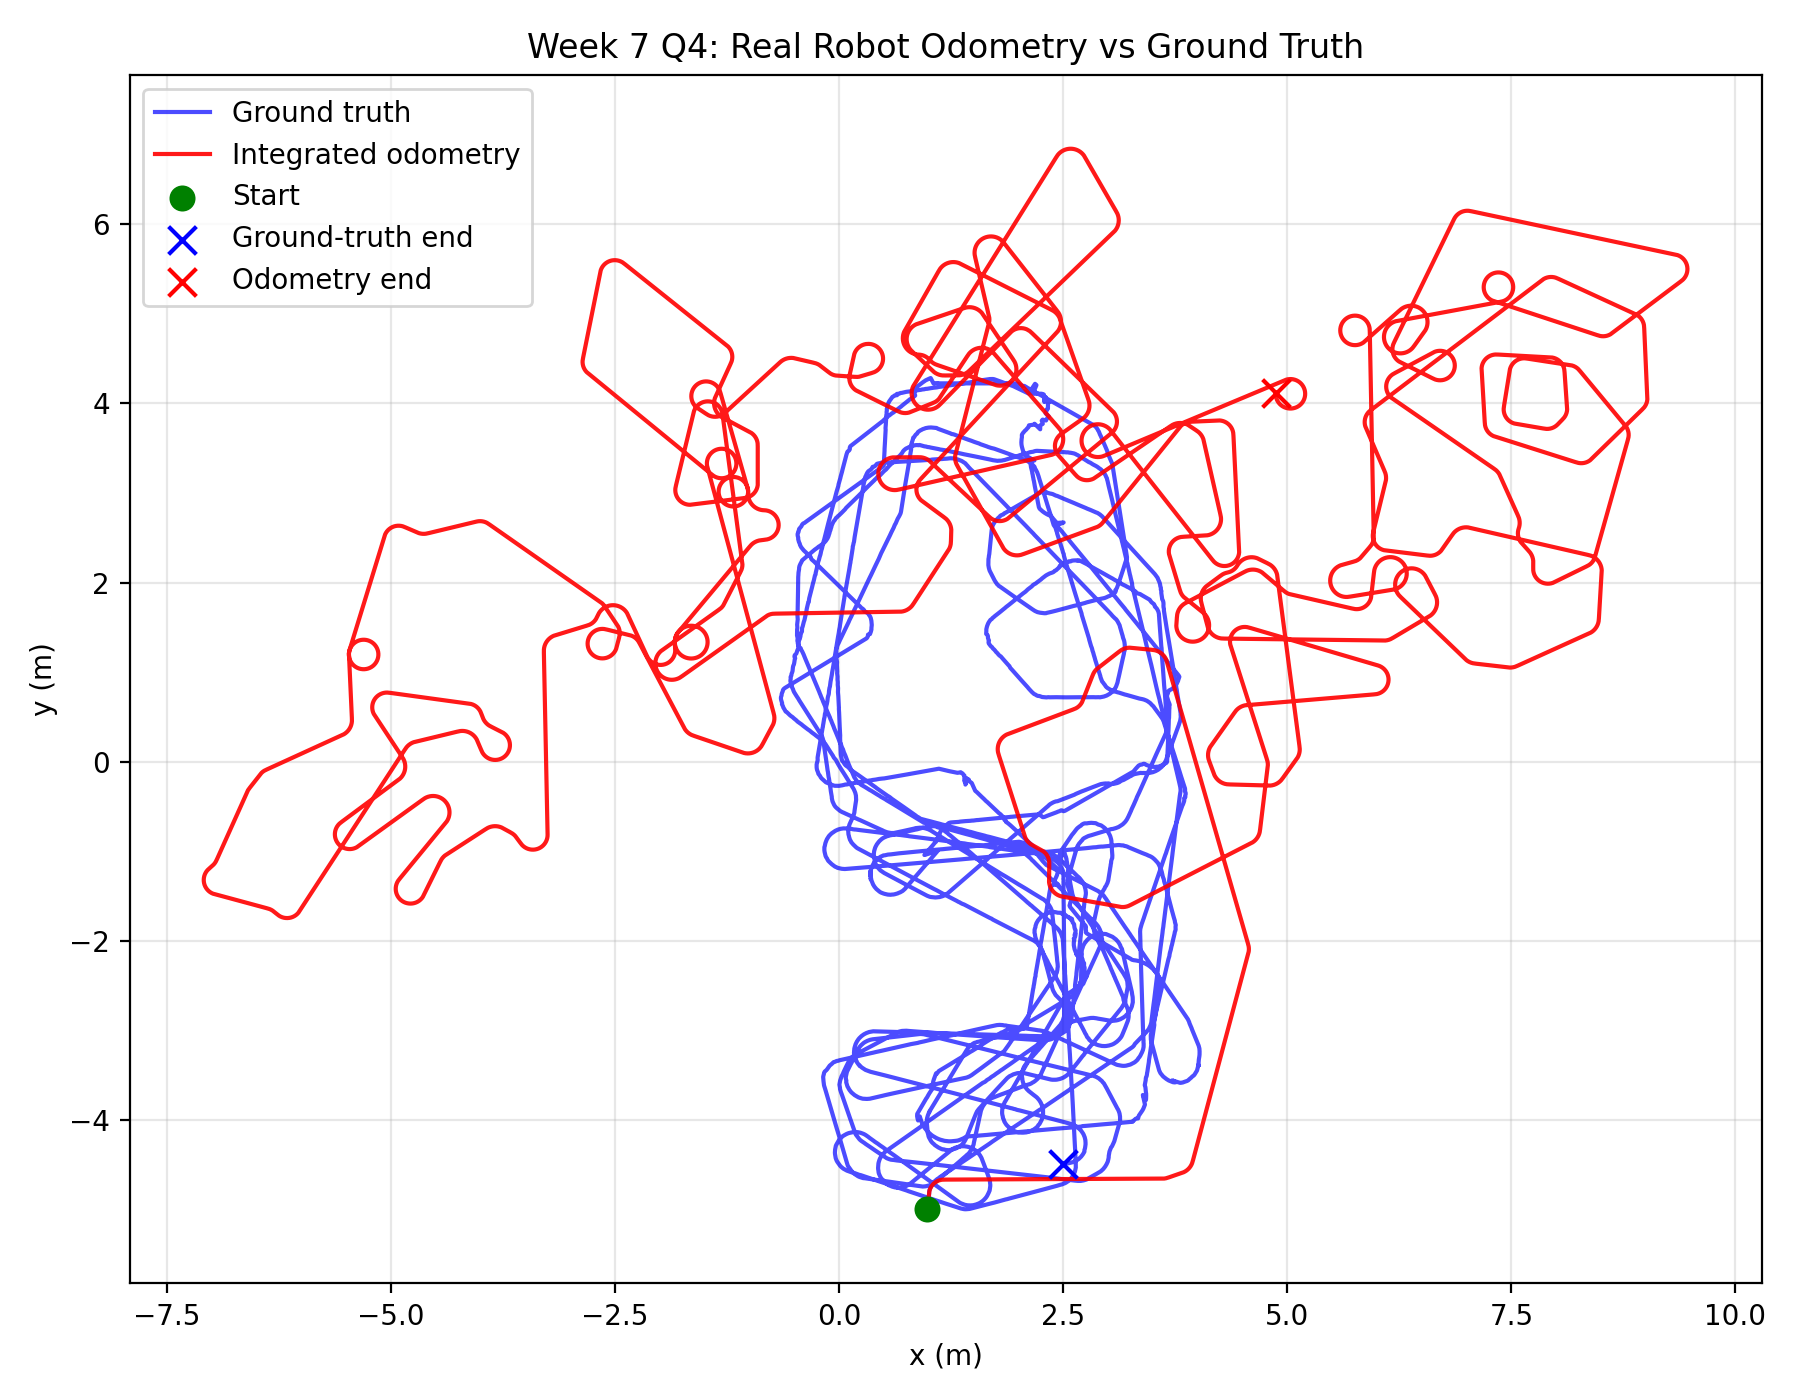 Week 7 Q4: Real Robot Odometry vs Ground Truth
Ground truth
Integrated odometry
Start
Ground-truth end
Odometry end
y (m)
6
4
2
0
−2
−4
−7.5 −5.0 −2.5 0.0 2.5 5.0 7.5 10.0
x (m)